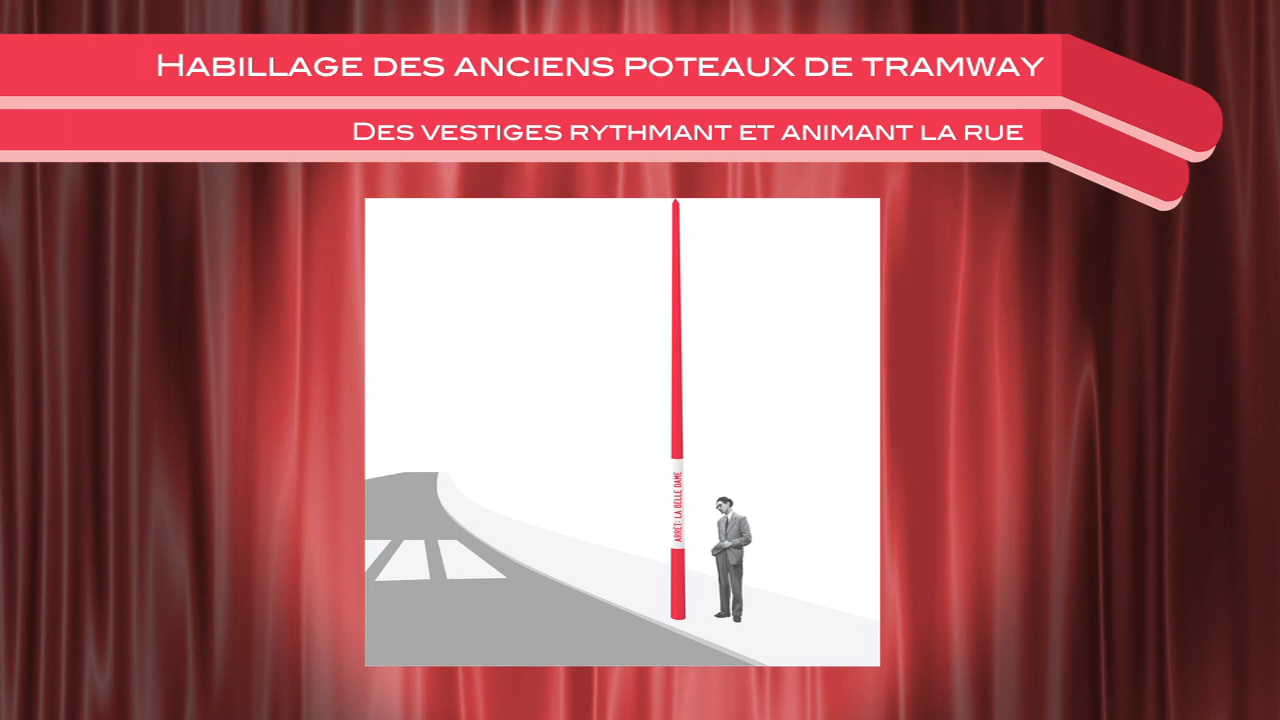 Habillage des anciens poteaux de tramway
Des vestiges rythmant et animant la rue
ARRÊT: LA BELLE DAME